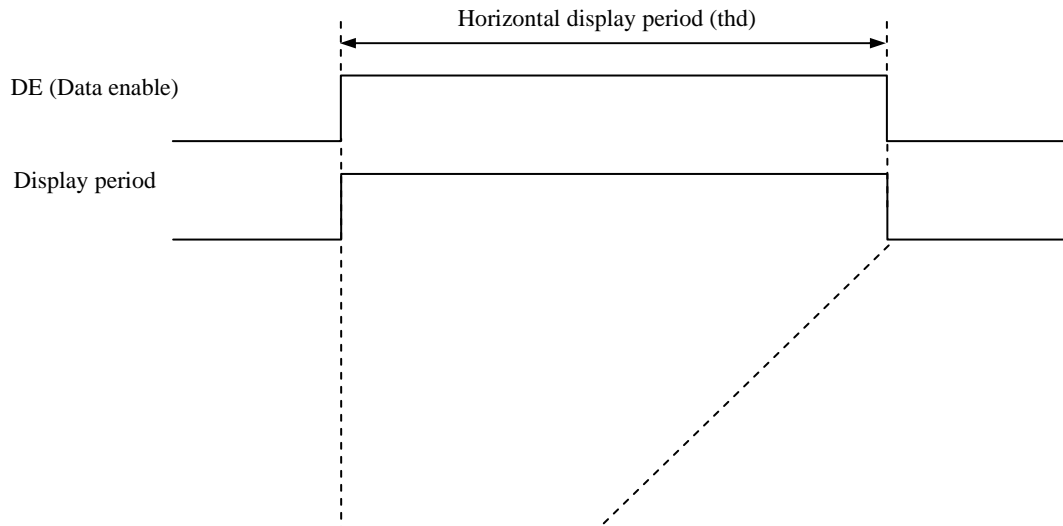 Horizontal display period (thd)
DE (Data enable)
Display period